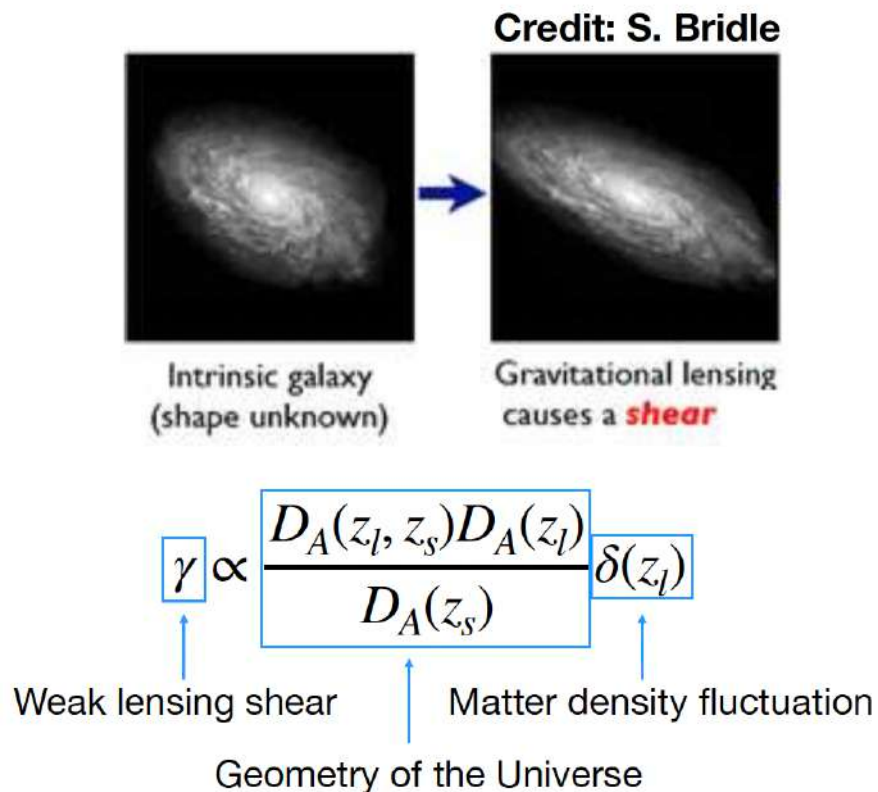 Credit: S. Bridle
Intrinsic galaxy
(shape unknown)
Gravitational lensing
causes a shear
γ ∝ \frac{D_A(z_l, z_s)D_A(z_l)}{D_A(z_s)} δ(z_l)
Weak lensing shear
Matter density fluctuation
Geometry of the Universe